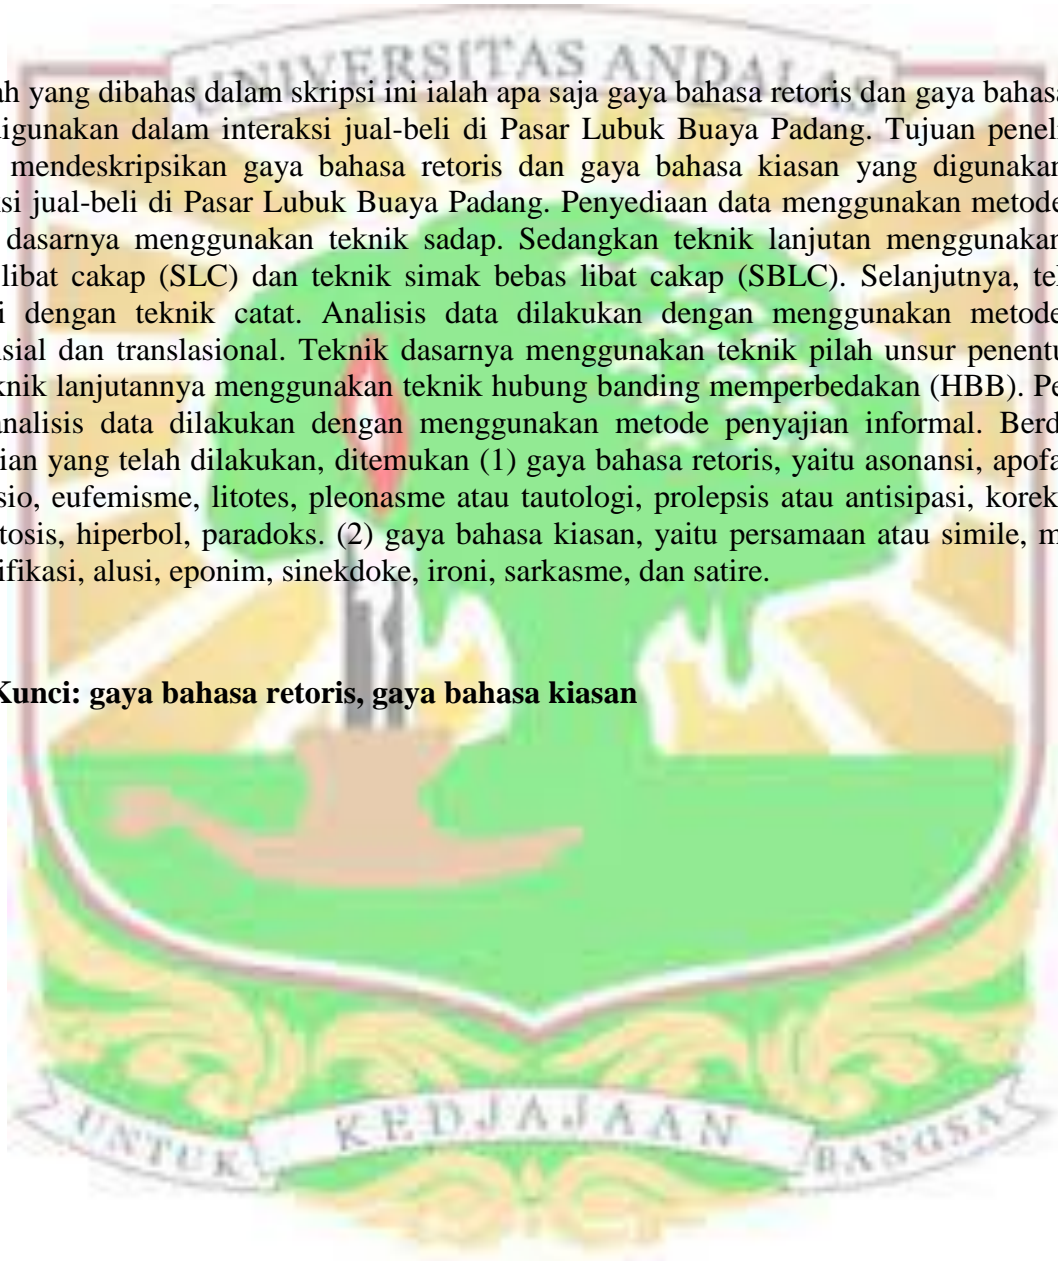 UNIVERSITAS ANDALAS
ah yang dibahas dalam skripsi ini ialah apa saja gaya bahasa retoris dan gaya bahasa
digunakan dalam interaksi jual-beli di Pasar Lubuk Buaya Padang. Tujuan peneli
mendeskripsikan gaya bahasa retoris dan gaya bahasa kiasan yang digunakan
si jual-beli di Pasar Lubuk Buaya Padang. Penyediaan data menggunakan metode
dasarnya menggunakan teknik sadap. Sedangkan teknik lanjutan menggunakan
libat cakap (SLC) dan teknik simak bebas libat cakap (SBLC). Selanjutnya, tek
i dengan teknik catat. Analisis data dilakukan dengan menggunakan metode
sial dan translasional. Teknik dasarnya menggunakan teknik pilah unsur penentu
knik lanjutannya menggunakan teknik hubung banding memperbedakan (HBB). Pe
analisis data dilakukan dengan menggunakan metode penyajian informal. Berd
ian yang telah dilakukan, ditemukan (1) gaya bahasa retoris, yaitu asonansi, apofa
sio, eufemisme, litotes, pleonasme atau tautologi, prolepsis atau antisipasi, korek
tosis, hiperbol, paradoks. (2) gaya bahasa kiasan, yaitu persamaan atau simile, m
ifikasi, alusi, eponim, sinekdoke, ironi, sarkasme, dan satire.
Kunci: gaya bahasa retoris, gaya bahasa kiasan
UNTUK KEDJAJAAN BANGSA